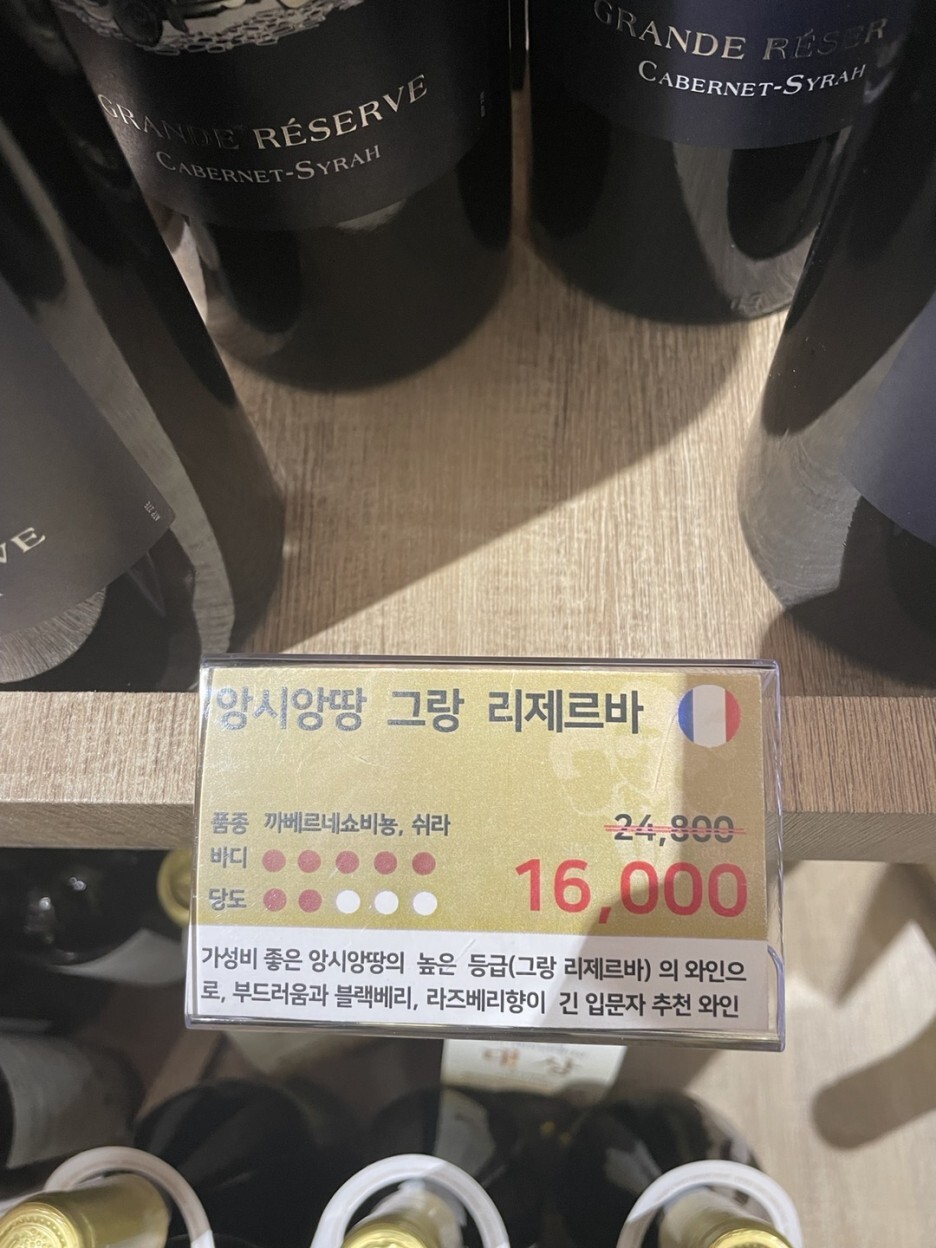 GRANDE RÉSERVE
CABERNET-SYRAH
GRANDE RÉSER
CABERNET-SYRAH
VE
앙시앙땅 그랑 리제르바
품종 까베르네쇼비뇽, 쉬라
24,800
바디
16,000
당도
가성비 좋은 앙시앙땅의 높은 등급(그랑 리제르바) 의 와인으
로, 부드러움과 블랙베리, 라즈베리향이 긴 입문자 추천 와인
대 상